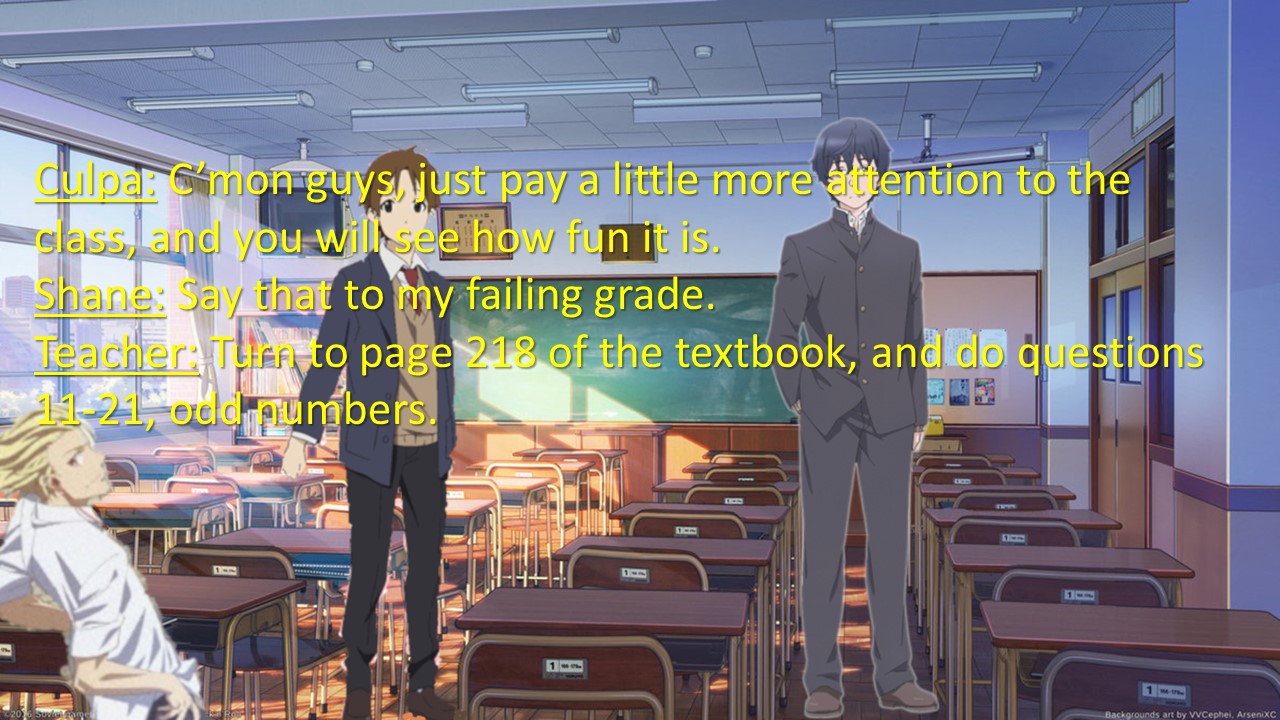 Culpa: C’mon guys, just pay a little more attention to the
class, and you will see how fun it is.
Shane: Say that to my failing grade.
Teacher: Turn to page 218 of the textbook, and do questions
11-21, odd numbers.
Backgrounds art by VVCephei, ArseniXC